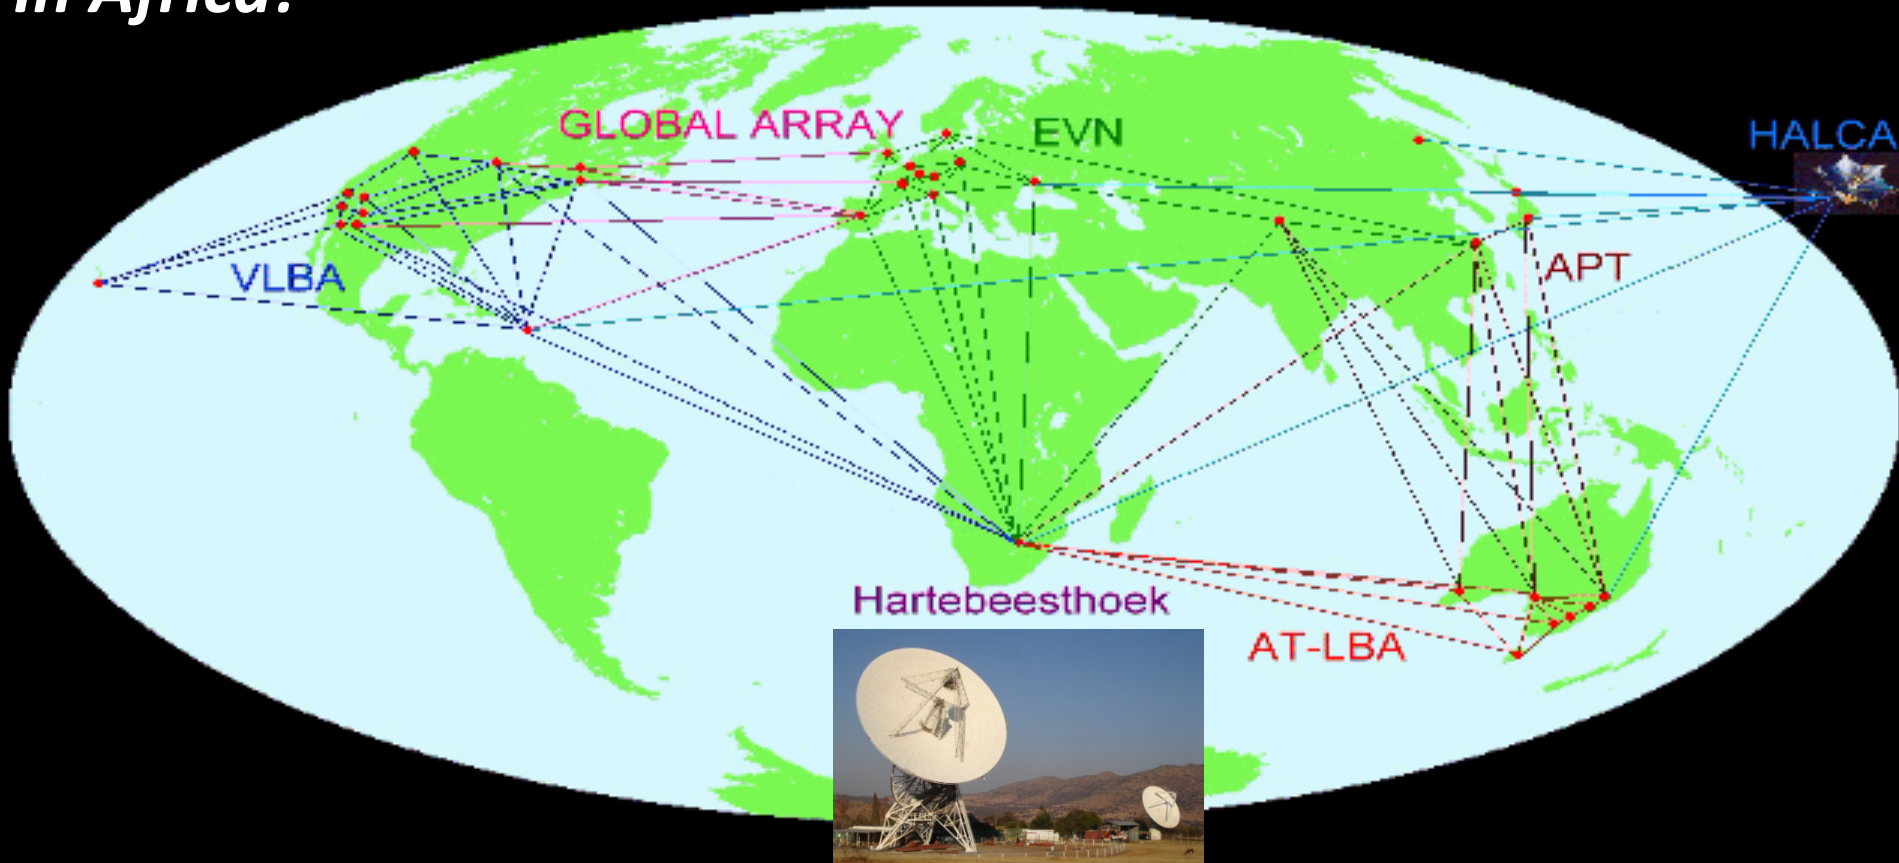 in Africa?
GLOBAL ARRAY
EVN
HALCA
VLBA
APT
Hartebeesthoek
AT-LBA